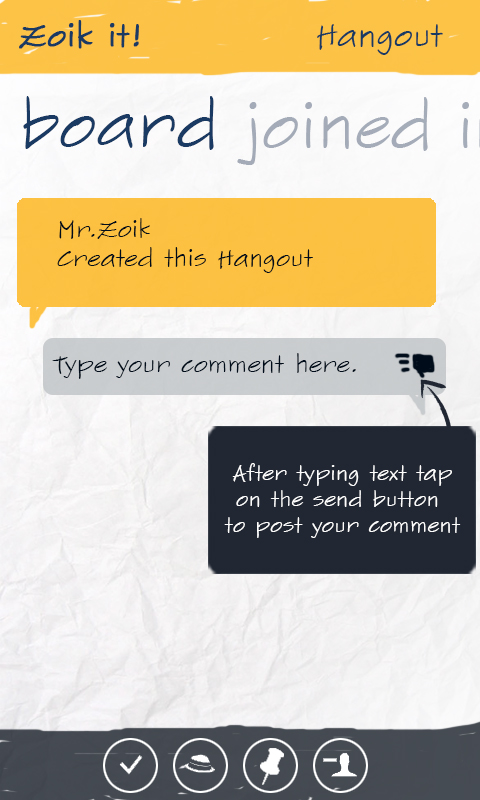 Zoik it! Hangout
board joined
Mr.Zoik
Created this Hangout
Type your comment here.
After typing text tap
on the send button
to post your comment